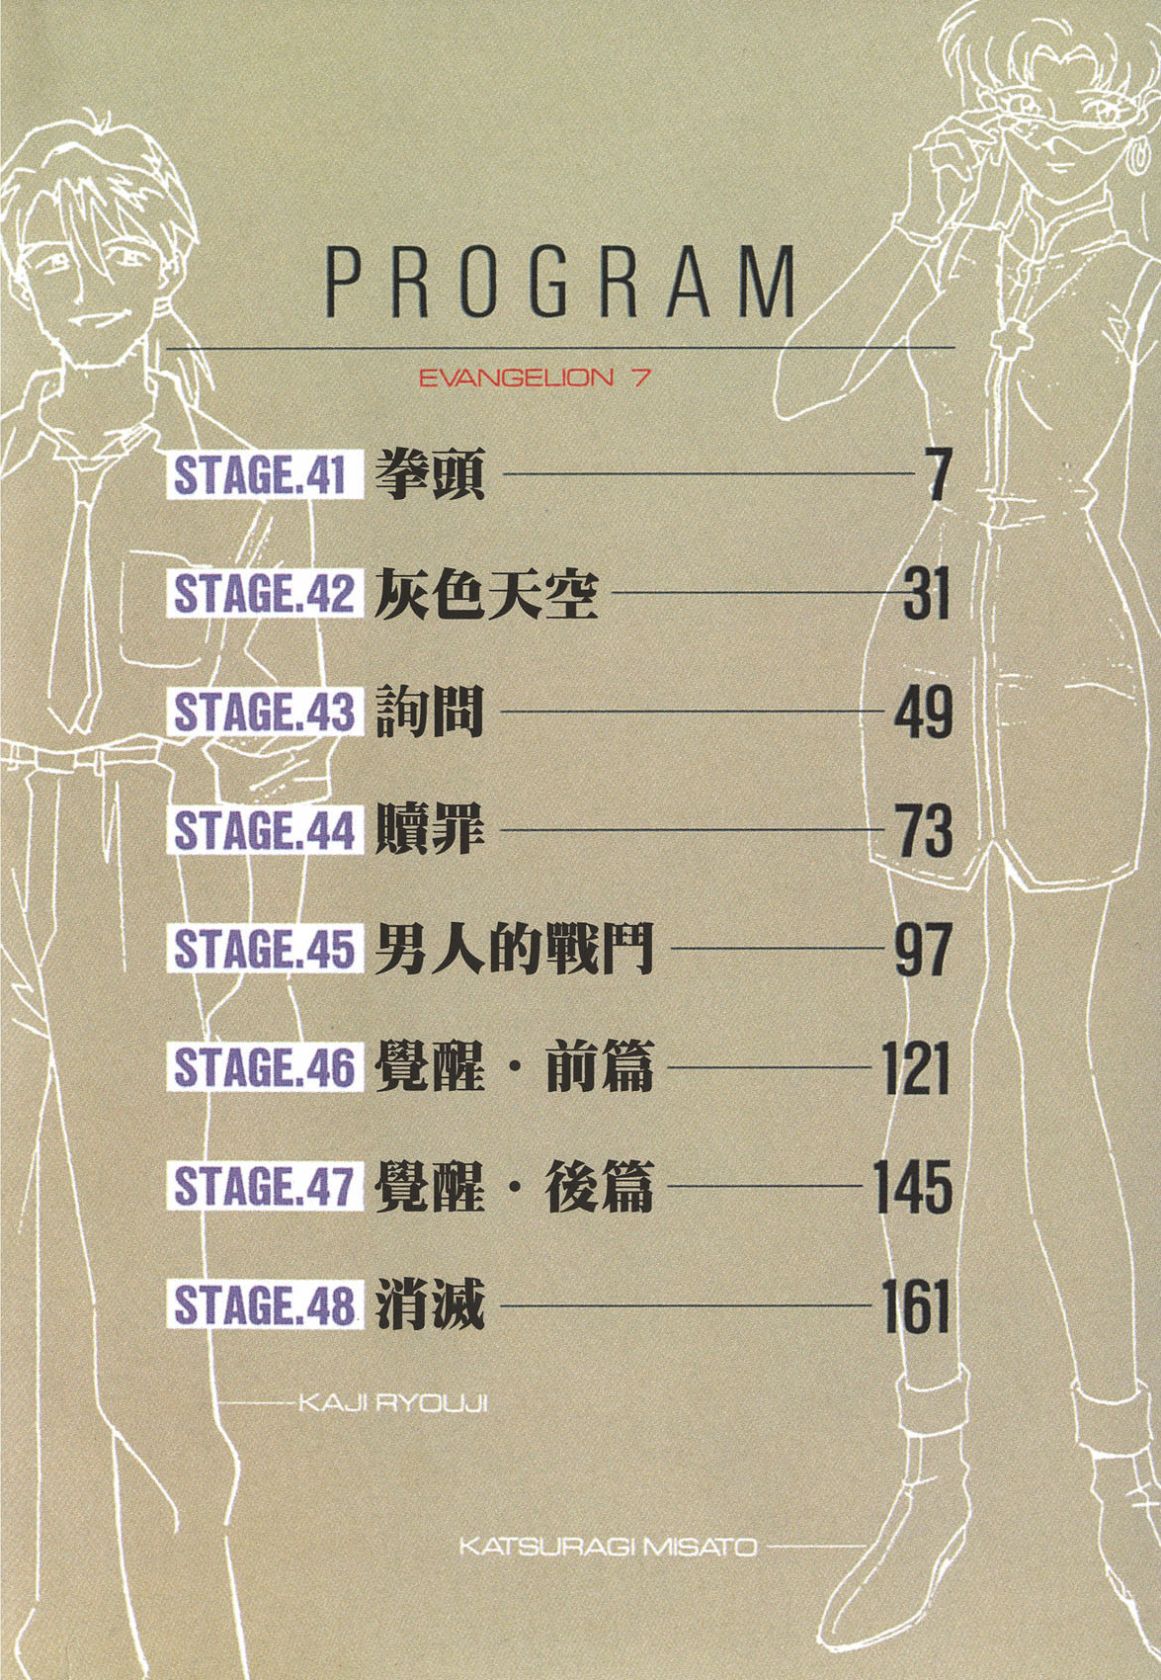 PROGRAM
EVANGELION 7
STAGE.41 拳頭 7
STAGE.42 灰色天空 31
STAGE.43 詢問 49
STAGE.44 贖罪 73
STAGE.45 男人的戰鬥 97
STAGE.46 覺醒・前篇 121
STAGE.47 覺醒・後篇 145
STAGE.48 消滅 161
KAJI RYOUJI
KATSURAGI MISATO